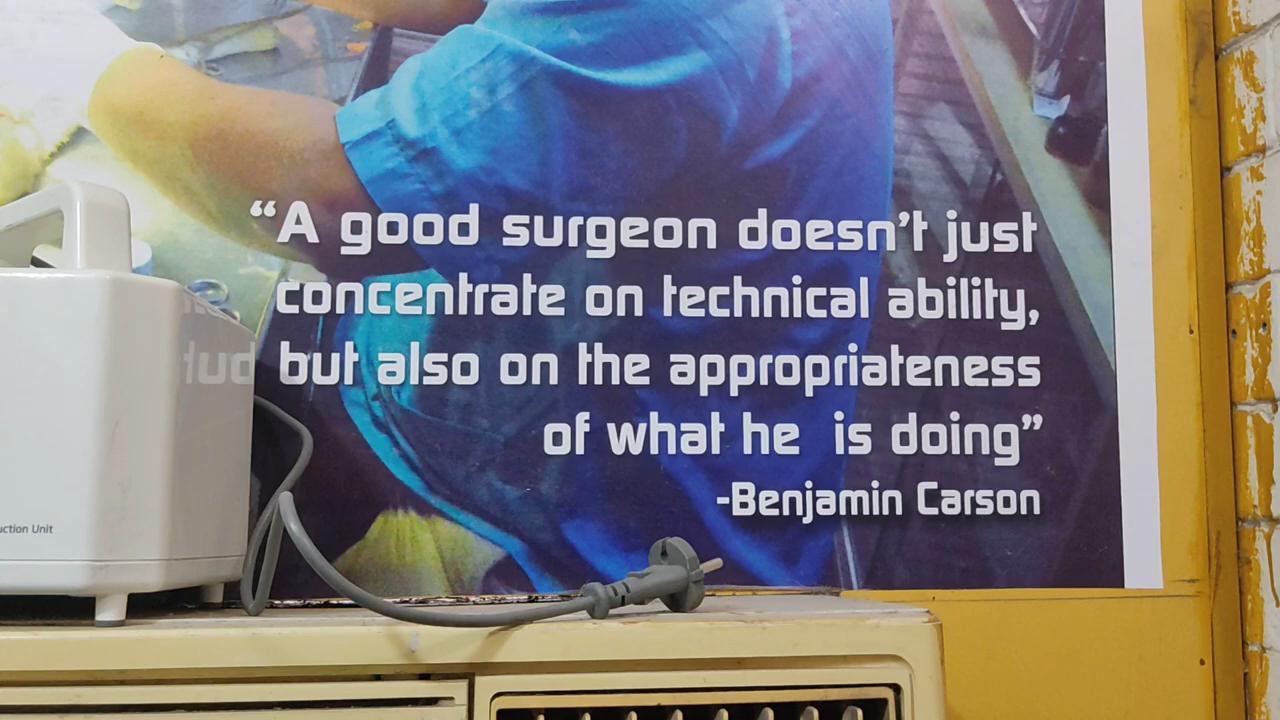 “A good surgeon doesn’t just
concentrate on technical ability,
but also on the appropriateness
of what he is doing”
-Benjamin Carson
Unit